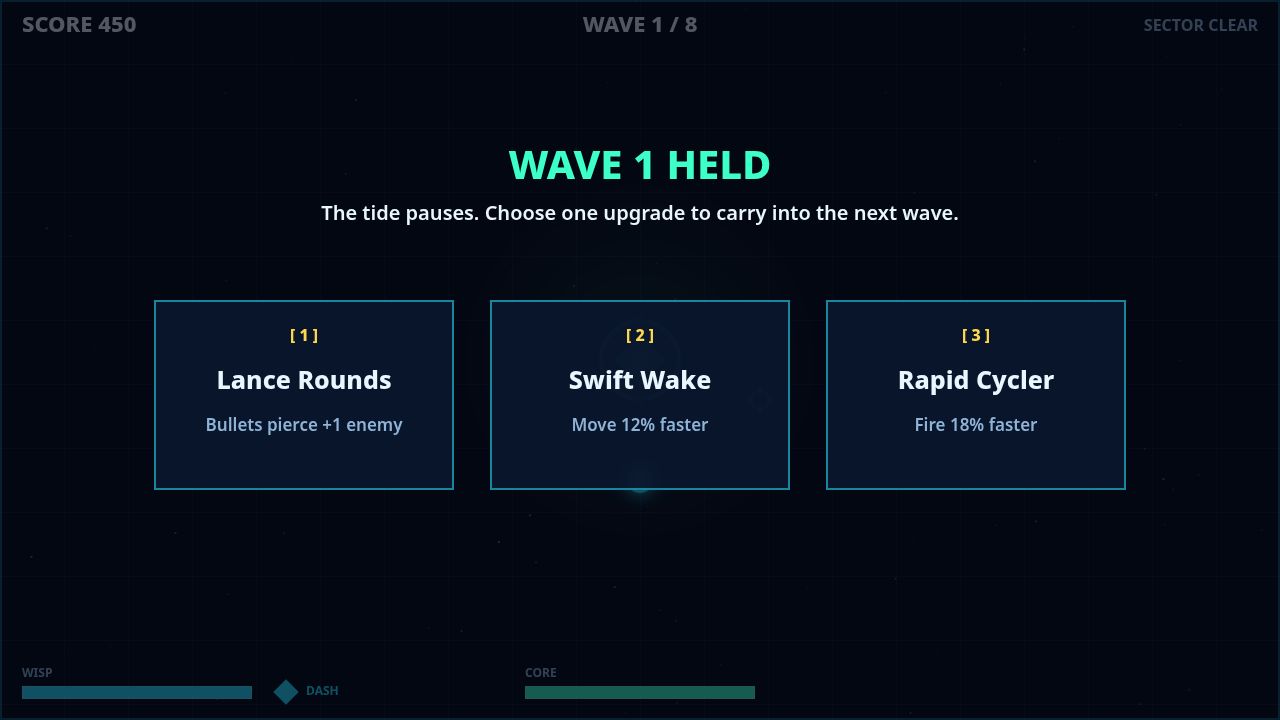 SCORE 450
WAVE 1 / 8
SECTOR CLEAR
WAVE 1 HELD
The tide pauses. Choose one upgrade to carry into the next wave.
[ 1 ]
Lance Rounds
Bullets pierce +1 enemy
[ 2 ]
Swift Wake
Move 12% faster
[ 3 ]
Rapid Cycler
Fire 18% faster
WISP
DASH
CORE